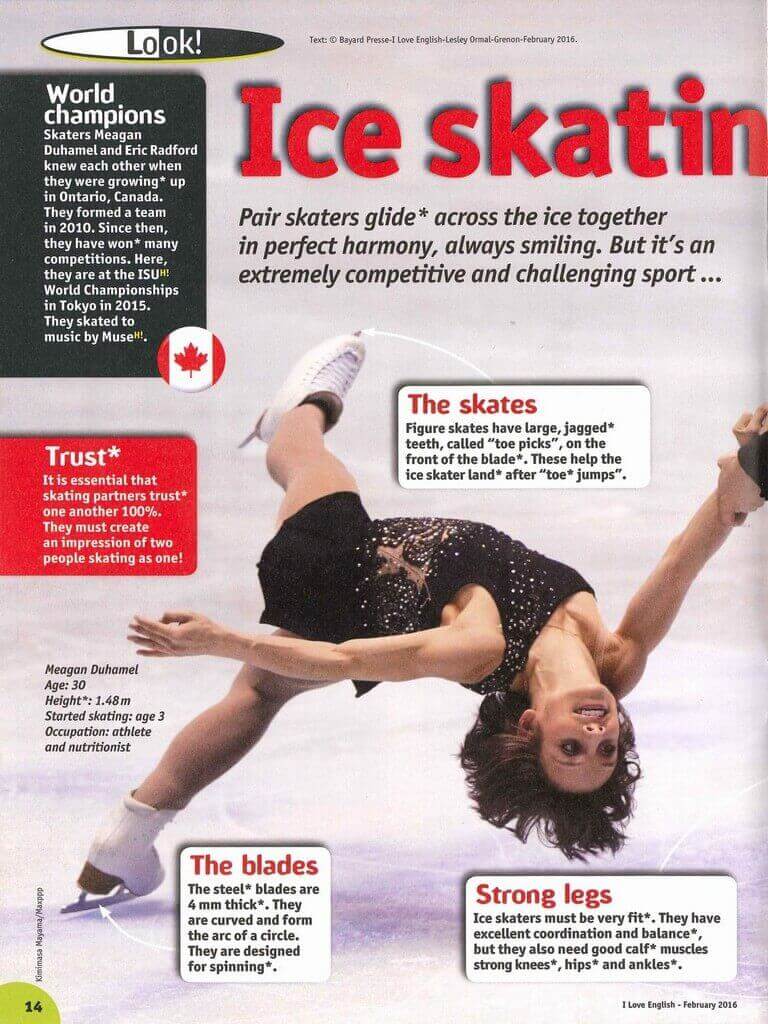 Look!
Text: © Bayard Presse-I Love English-Lesley Ormal-Grenon-February 2016.
World
champions
Skaters Meagan
Duhamel and Eric Radford
knew each other when
they were growing* up
in Ontario, Canada.
They formed a team
in 2010. Since then,
they have won* many
competitions. Here,
they are at the ISUH!
World Championships
in Tokyo in 2015.
They skated to
music by MuseH!.
Ice skatin
Pair skaters glide* across the ice together
in perfect harmony, always smiling. But it's an
extremely competitive and challenging sport ...
The skates
Figure skates have large, jagged*
teeth, called “toe picks”, on the
front of the blade*. These help the
ice skater land* after “toe* jumps”.
Trust*
It is essential that
skating partners trust*
one another 100%.
They must create
an impression of two
people skating as one!
Meagan Duhamel
Age: 30
Height*: 1.48 m
Started skating: age 3
Occupation: athlete
and nutritionist
The blades
The steel* blades are
4 mm thick*. They
are curved and form
the arc of a circle.
They are designed
for spinning*.
Strong legs
Ice skaters must be very fit*. They have
excellent coordination and balance*,
but they also need good calf* muscles
strong knees*, hips* and ankles*.
Kimimasa Mayama/Maxppp
14
I Love English - February 2016